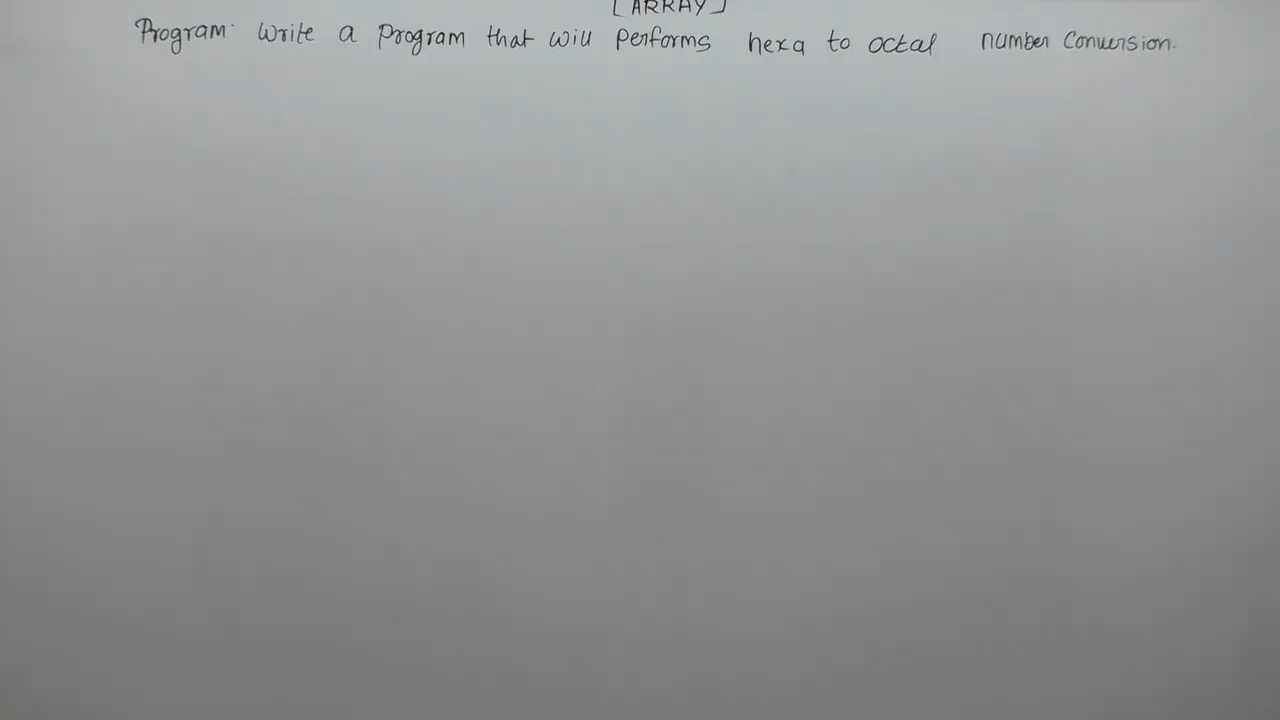 [ARRAY]
Program. Write a program that will performs hexa to octal number conversion.